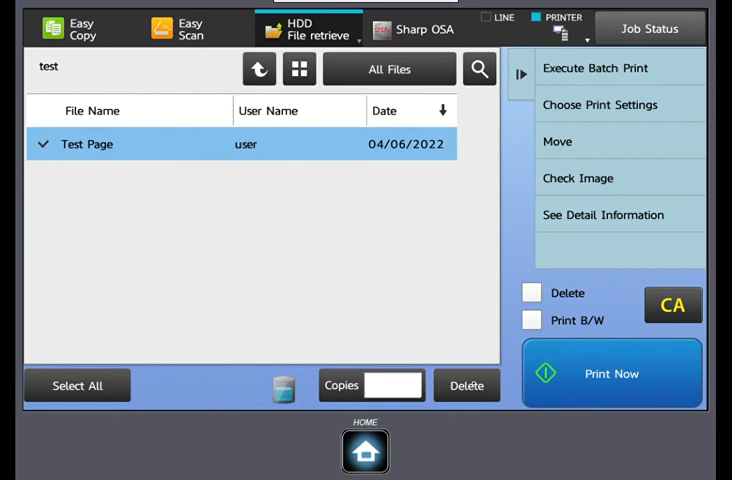 Easy
Copy
Easy
Scan
HDD
File retrieve
Sharp OSA
LINE
PRINTER
Job Status
test
All Files
File Name
User Name
Date
Test Page
user
04/06/2022
Execute Batch Print
Choose Print Settings
Move
Check Image
See Detail Information
Delete
Print B/W
CA
Print Now
Select All
Copies
Delete
HOME